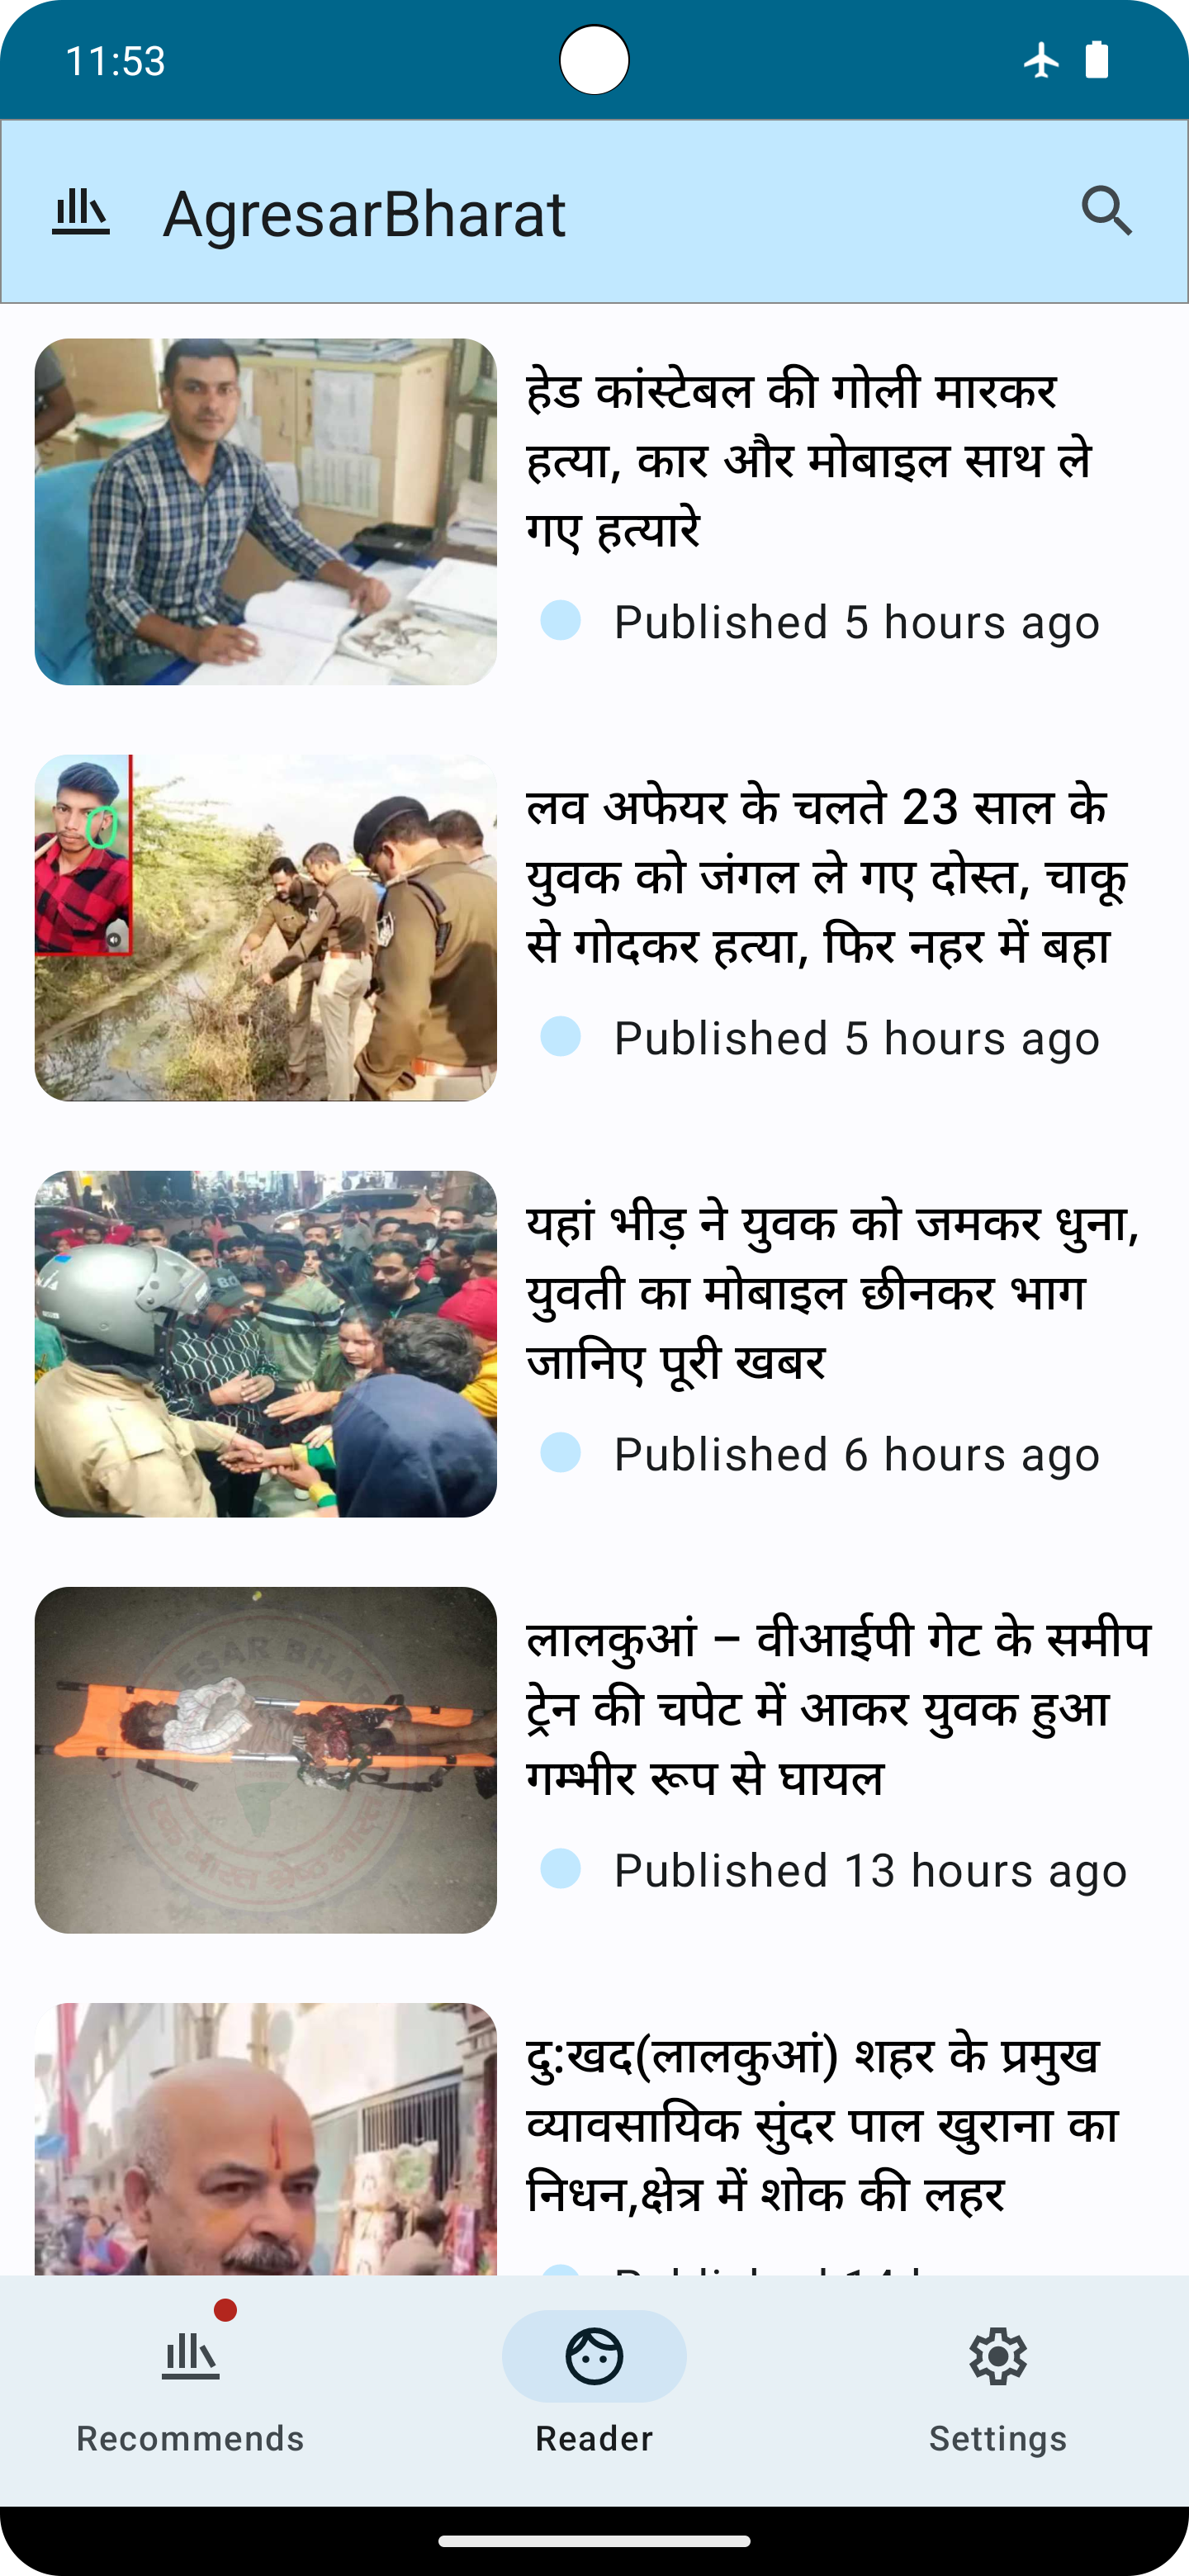 11:53
AgresarBharat
हेड कांस्टेबल की गोली मारकर
हत्या, कार और मोबाइल साथ ले
गए हत्यारे
Published 5 hours ago
लव अफेयर के चलते 23 साल के
युवक को जंगल ले गए दोस्त, चाकू
से गोदकर हत्या, फिर नहर में बहा
Published 5 hours ago
यहां भीड़ ने युवक को जमकर धुना,
युवती का मोबाइल छीनकर भाग
जानिए पूरी खबर
Published 6 hours ago
लालकुआं – वीआईपी गेट के समीप
ट्रेन की चपेट में आकर युवक हुआ
गम्भीर रूप से घायल
Published 13 hours ago
दु:खद(लालकुआं) शहर के प्रमुख
व्यावसायिक सुंदर पाल खुराना का
निधन,क्षेत्र में शोक की लहर
Recommends
Reader
Settings